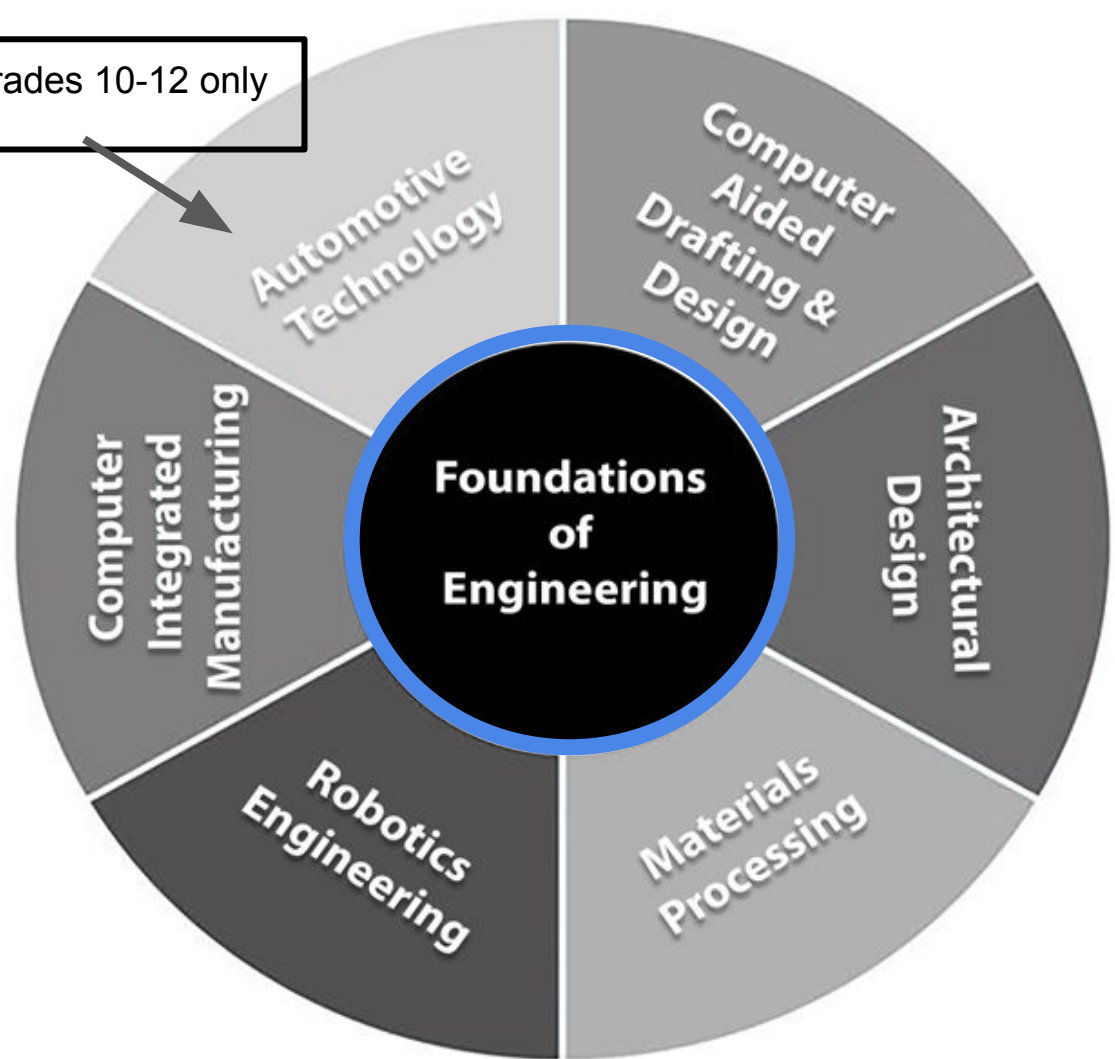 rades 10-12 only
Automotive
Technology
Computer
Aided
Drafting &
Design
Architectural
Design
Materials
Processing
Robotics
Engineering
Computer
Integrated
Manufacturing
Foundations
of
Engineering